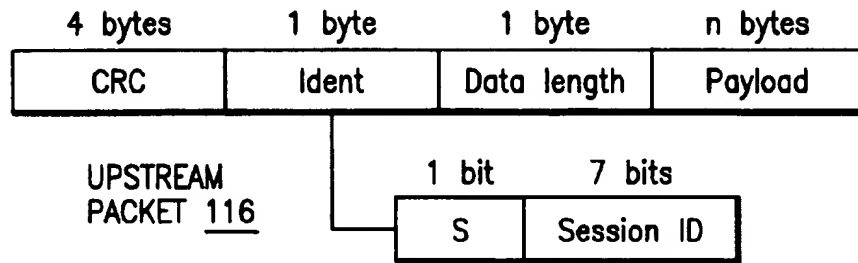 4 bytes 1 byte 1 byte n bytes
CRC Ident Data length Payload
UPSTREAM
PACKET 116
1 bit 7 bits
S Session ID